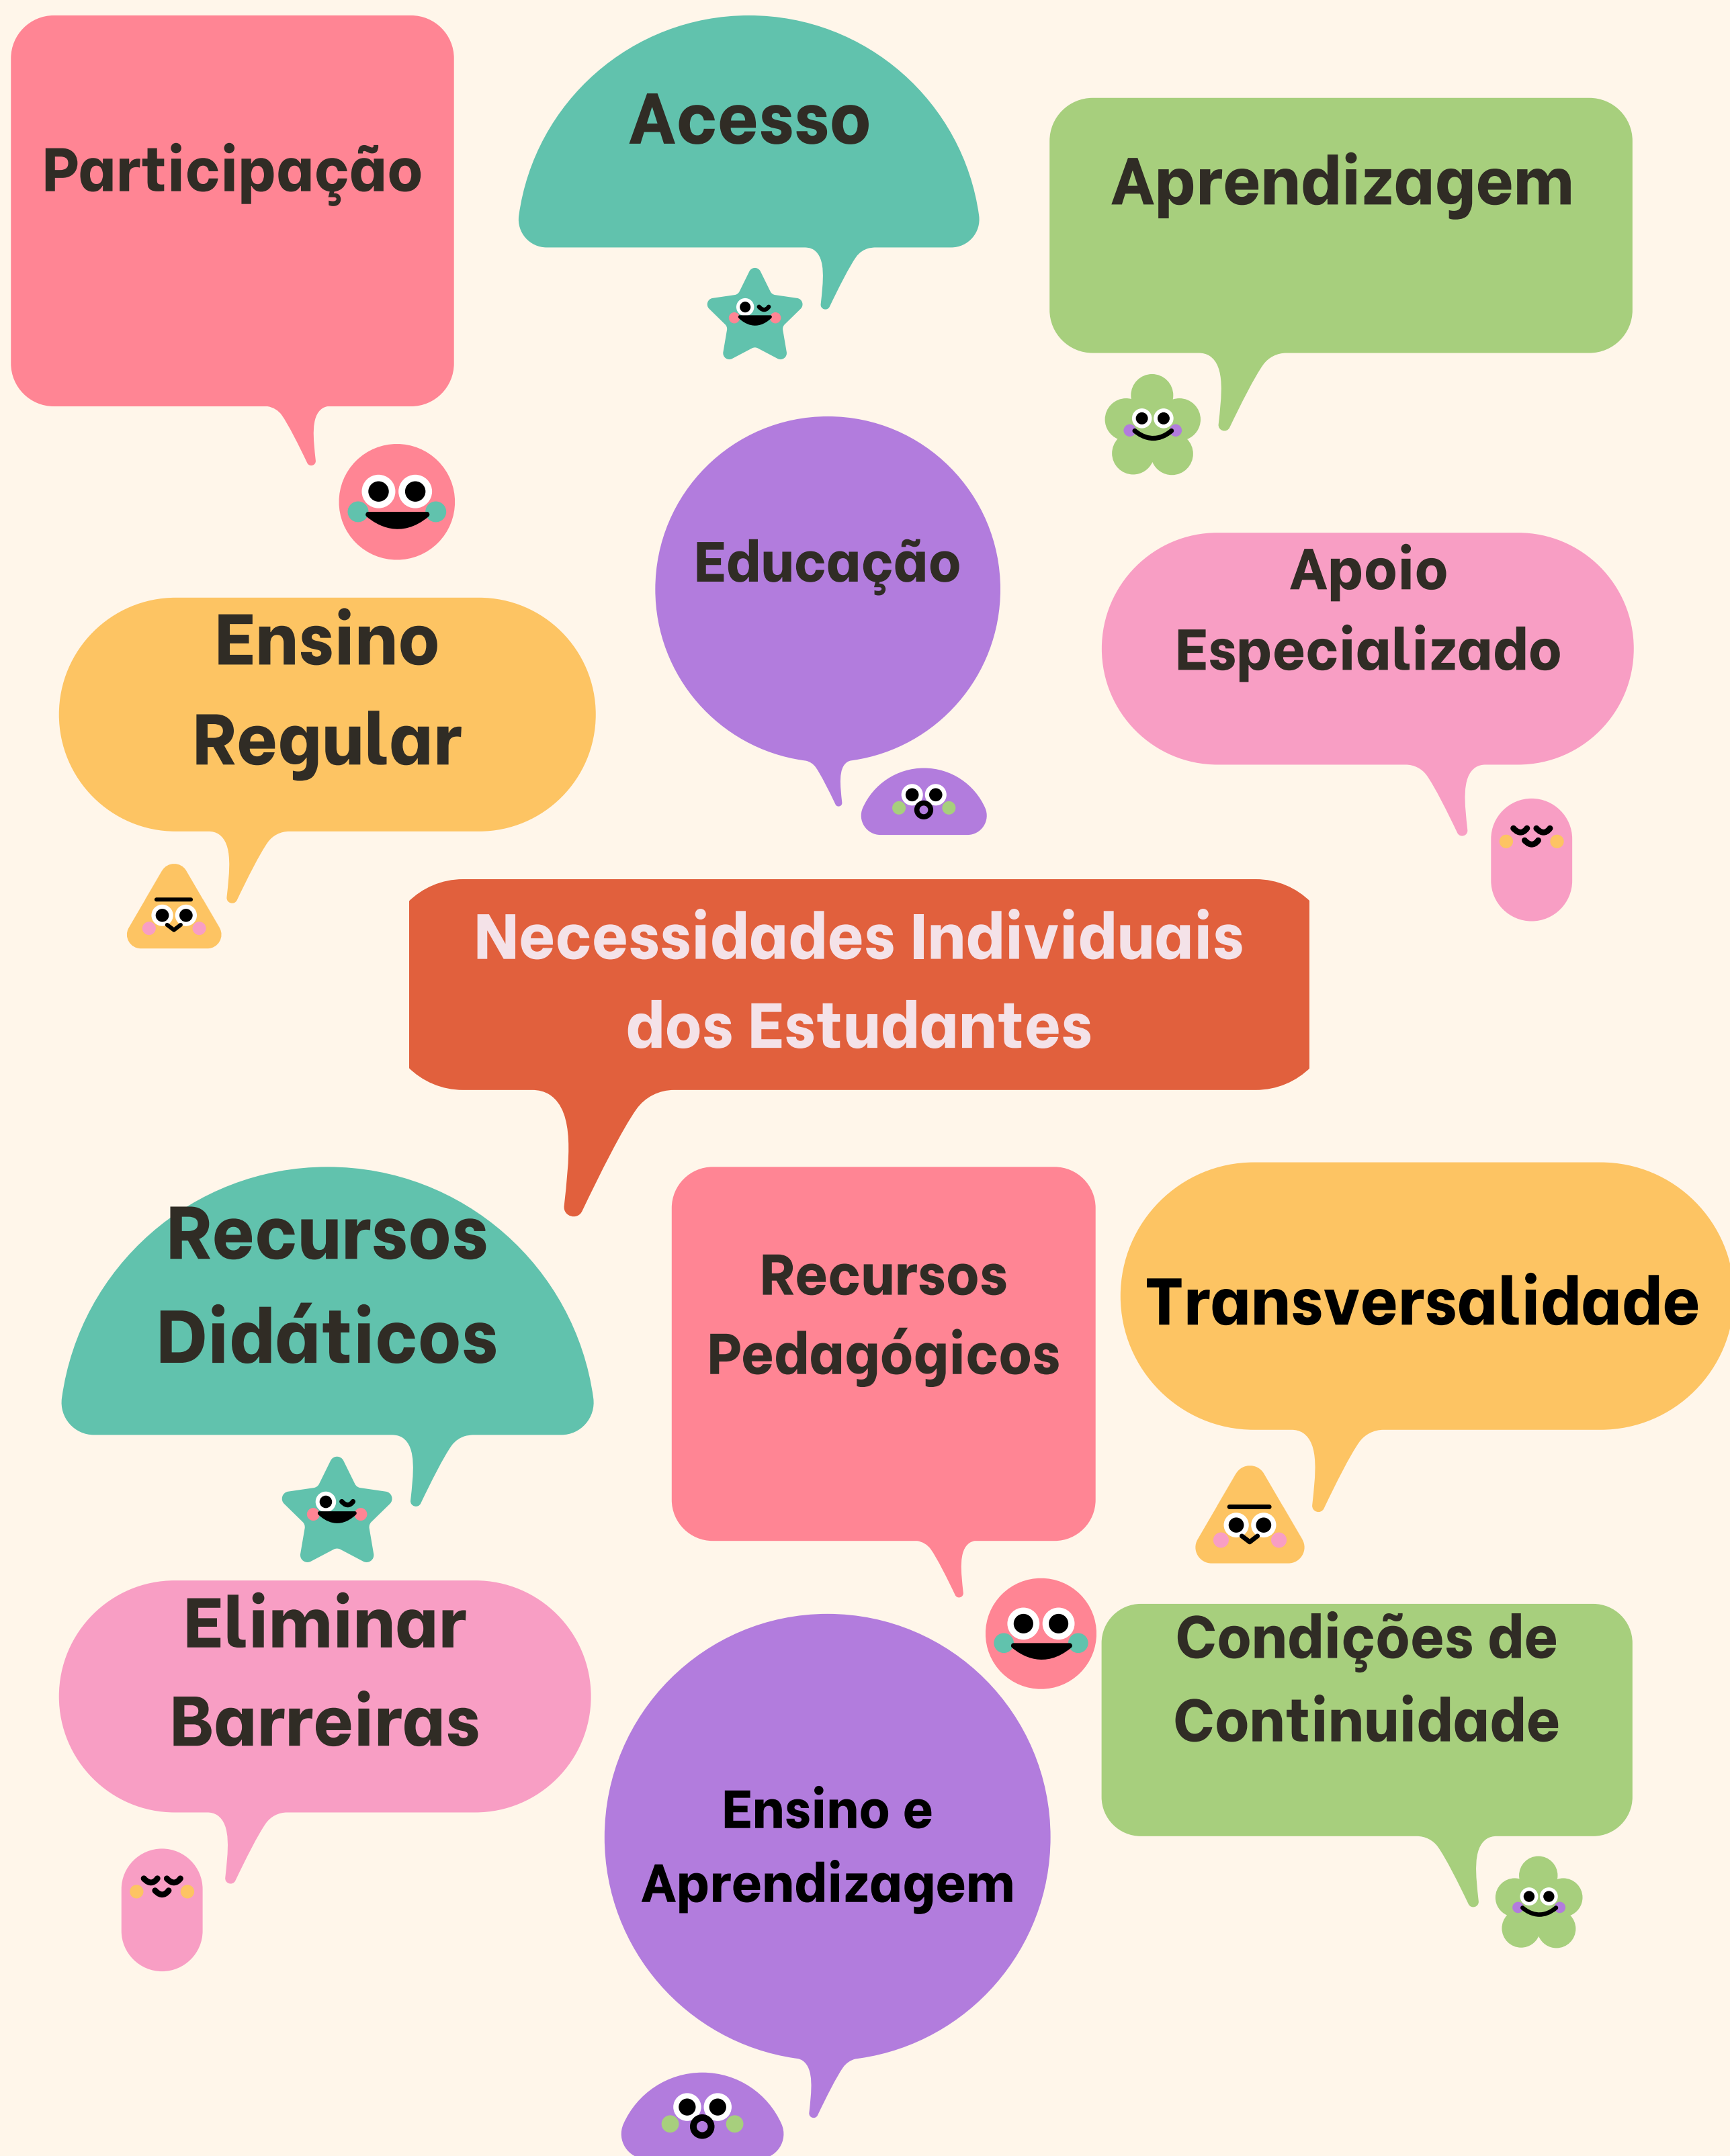 Participação
Acesso
Aprendizagem
Educação
Apoio
Especializado
Ensino
Regular
Necessidades Individuais
dos Estudantes
Recursos
Didáticos
Recursos
Pedagógicos
Transversalidade
Eliminar
Barreiras
Condições de
Continuidade
Ensino e
Aprendizagem